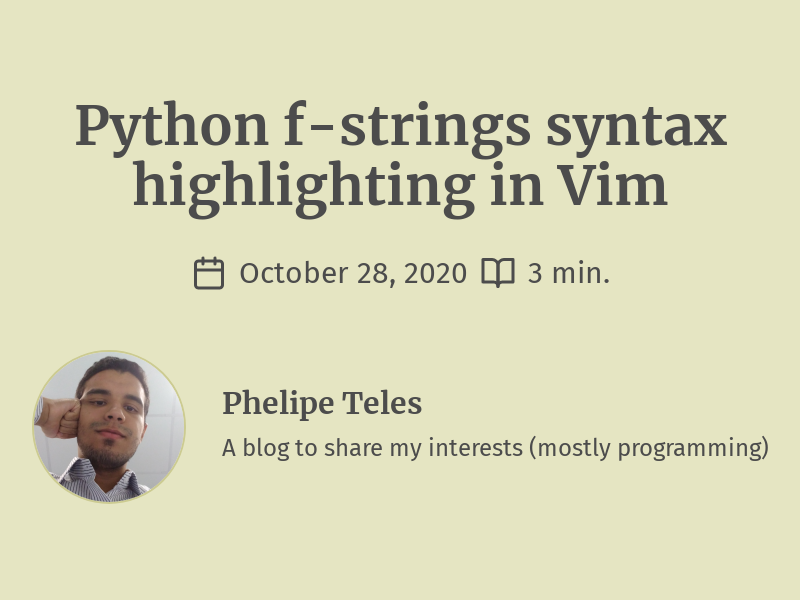 Python f-strings syntax
highlighting in Vim
October 28, 2020 3 min.
Phelipe Teles
A blog to share my interests (mostly programming)